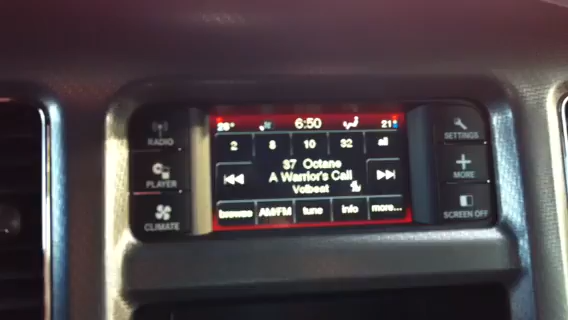 RADIO
PLAYER
CLIMATE
6:50
21°
2 8 10 32 all
37 Octane
A Warrior's Call
Volbeat
browse AM/FM tune info more...
SETTINGS
MORE
SCREEN OFF